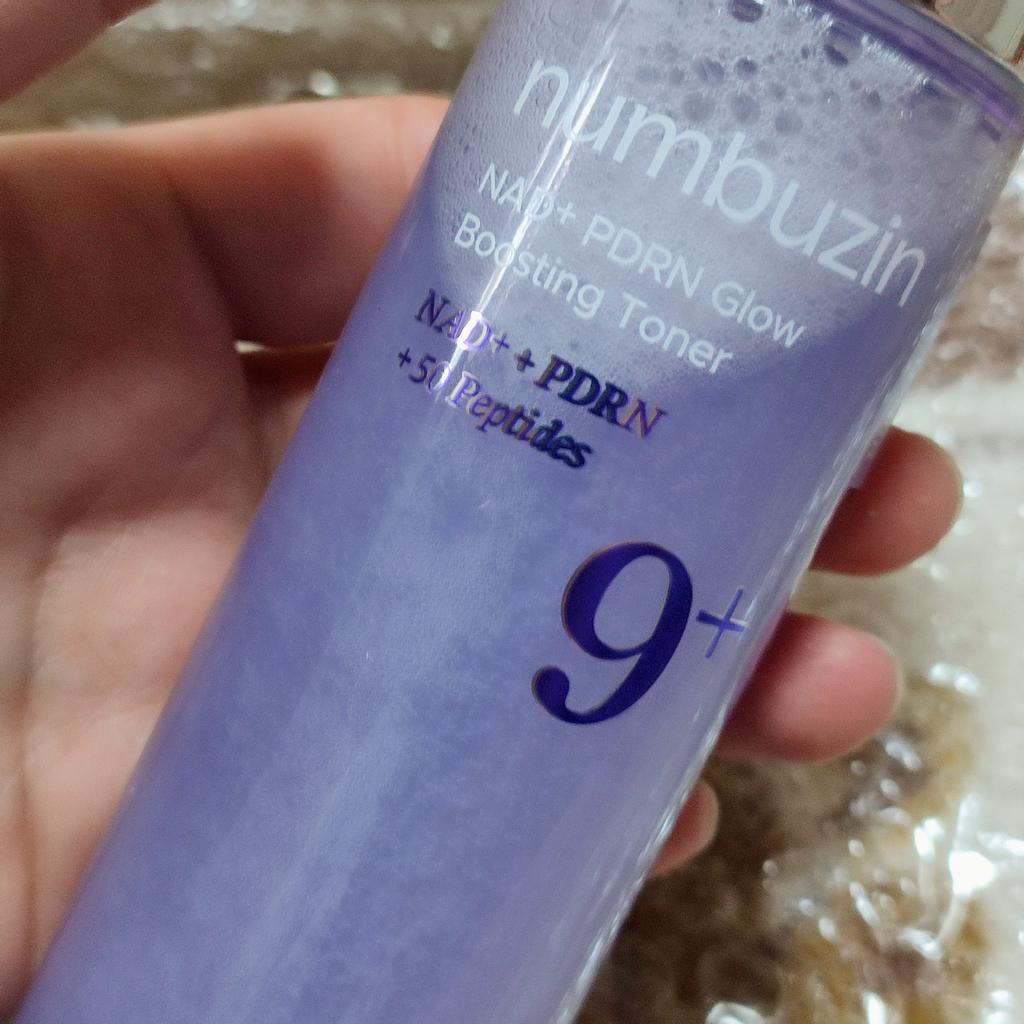 numbuzin
NAD+ PDRN Glow
Boosting Toner
NAD+ + PDRN
+50 Peptides
9+